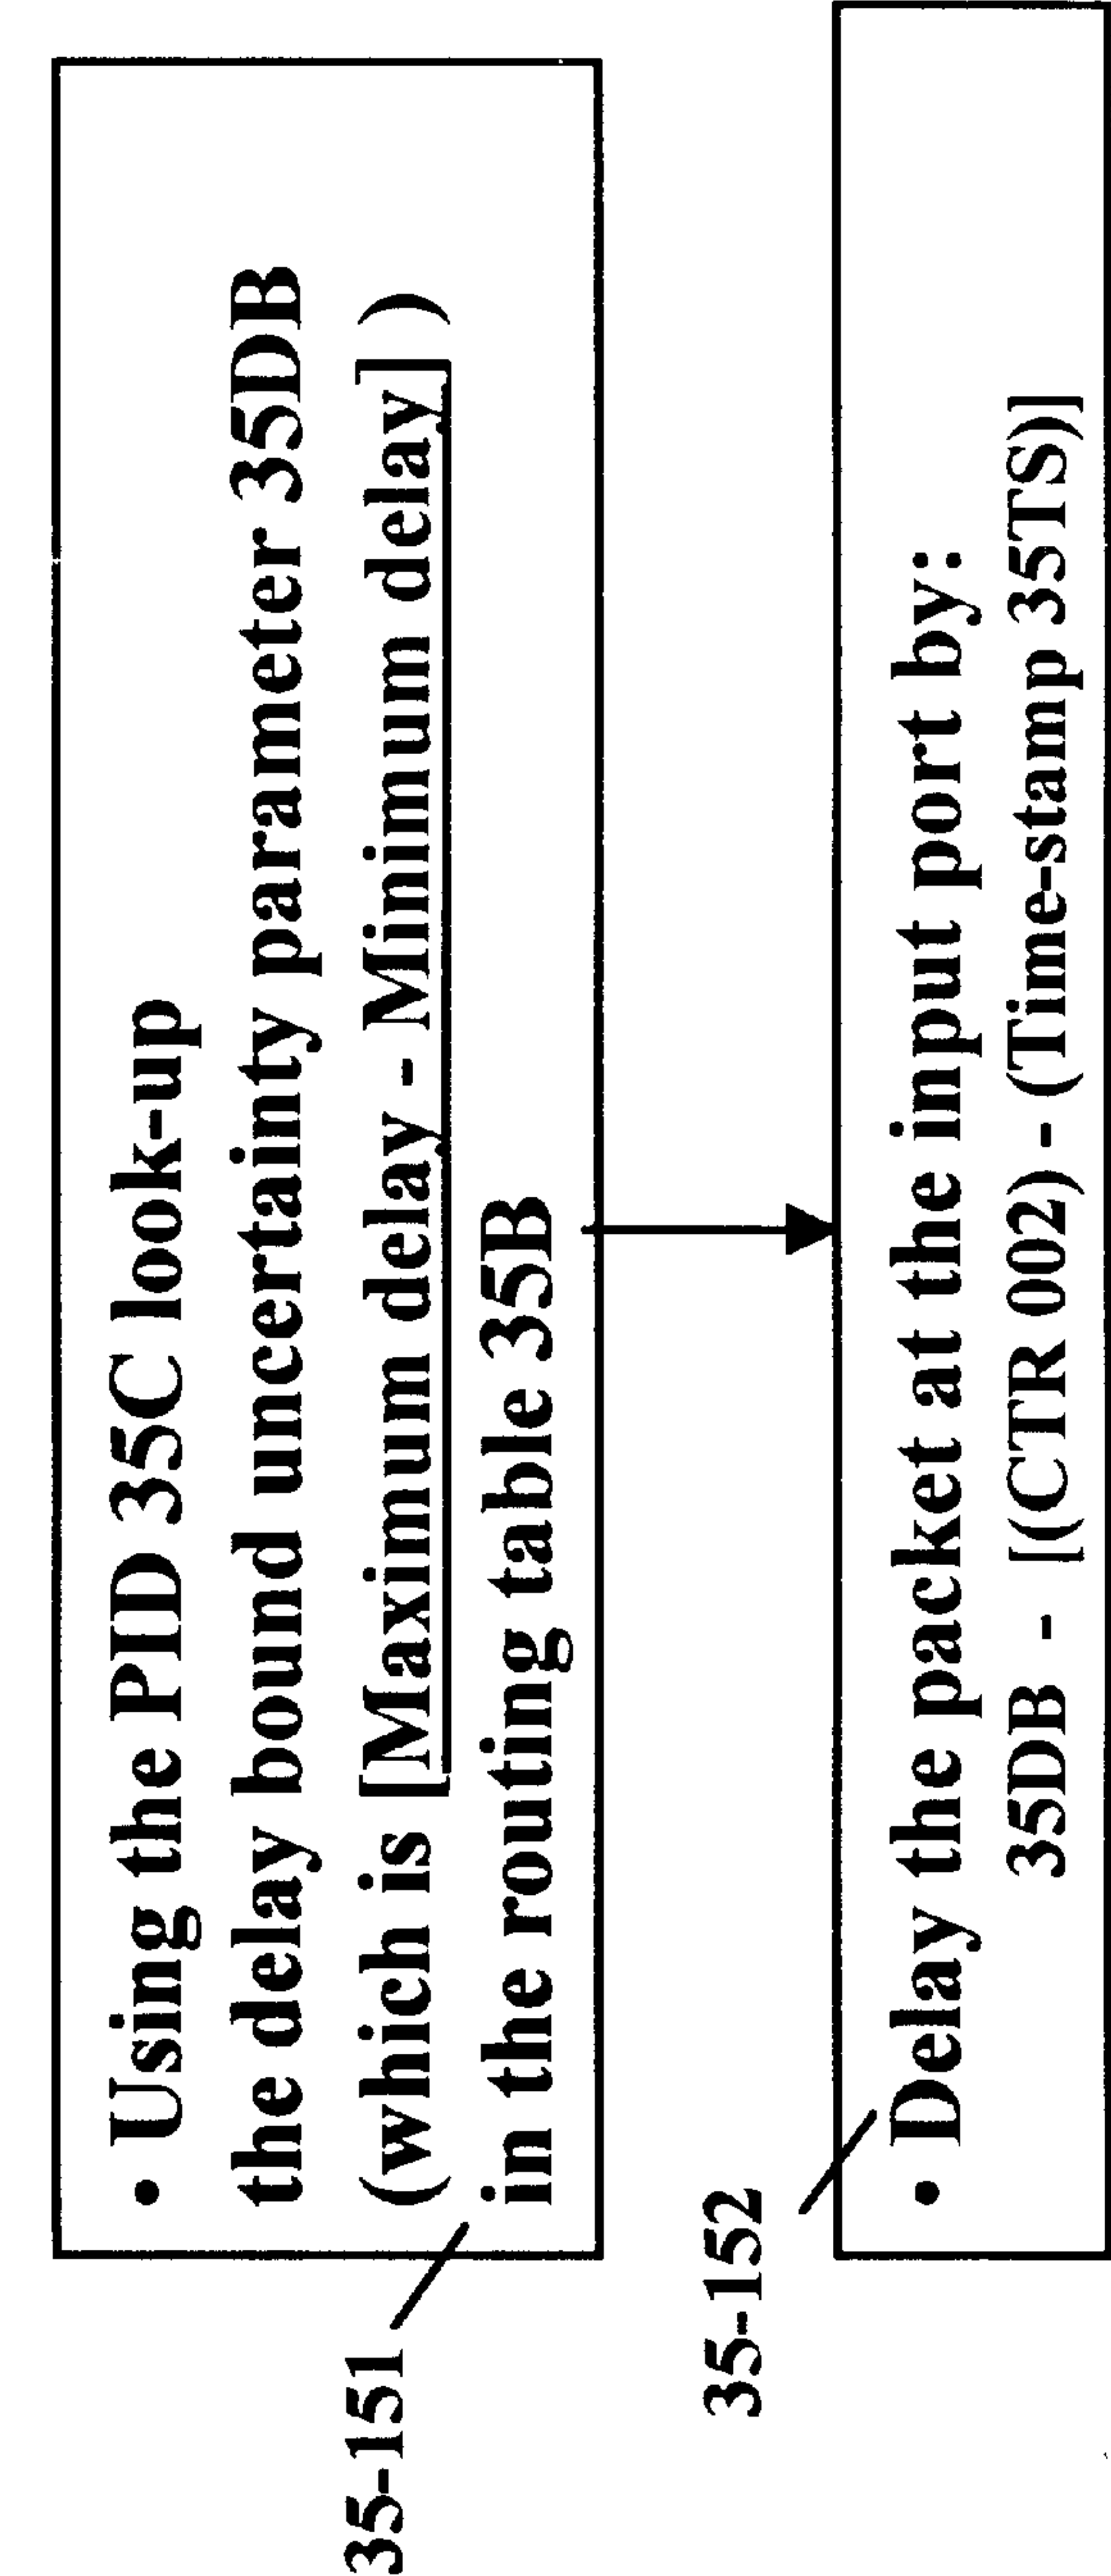 • Using the PID 35C look-up
the delay bound uncertainty parameter 35DB
(which is [Maximum delay - Minimum delay] )
in the routing table 35B
35-151
• Delay the packet at the input port by:
35DB - [(CTR 002) - (Time-stamp 35TS)]
35-152